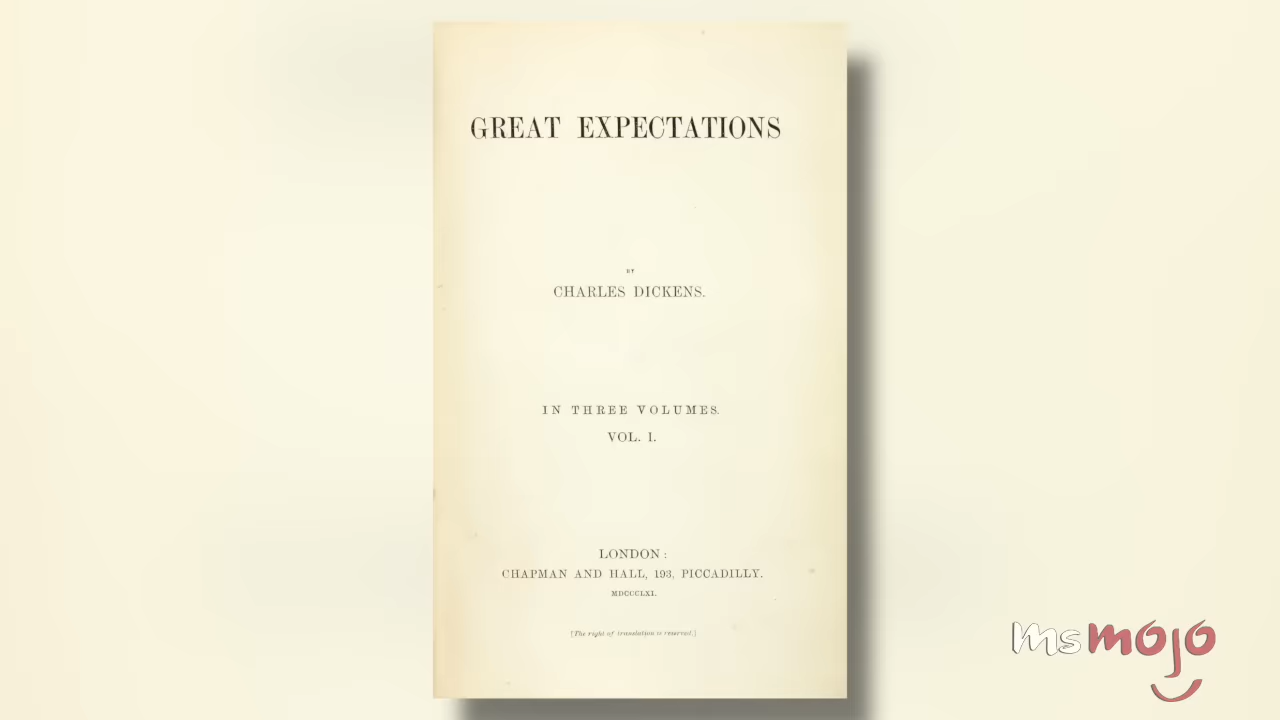 GREAT EXPECTATIONS
BY
CHARLES DICKENS.
IN THREE VOLUMES.
VOL. I.
LONDON:
CHAPMAN AND HALL, 193, PICCADILLY.
MDCCCLXI.
[The right of translation is reserved.]
msmojo